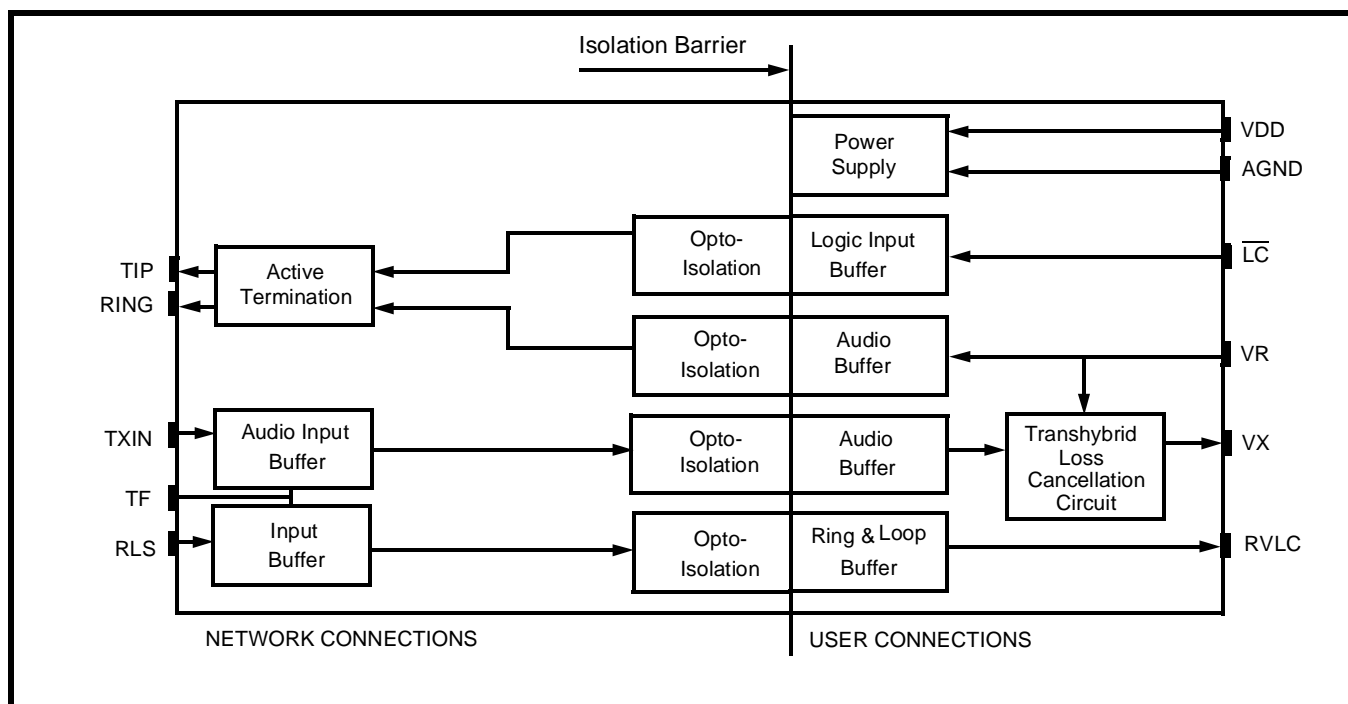 Isolation Barrier
Power
Supply
VDD
AGND
Opto-
Isolation
Logic Input
Buffer
L̅C̅
TIP
RING
Active
Termination
Opto-
Isolation
Audio
Buffer
VR
TXIN
Audio Input
Buffer
Opto-
Isolation
Audio
Buffer
Transhybrid
Loss
Cancellation
Circuit
VX
TF
RLS
Input
Buffer
Opto-
Isolation
Ring & Loop
Buffer
RVLC
NETWORK CONNECTIONS
USER CONNECTIONS